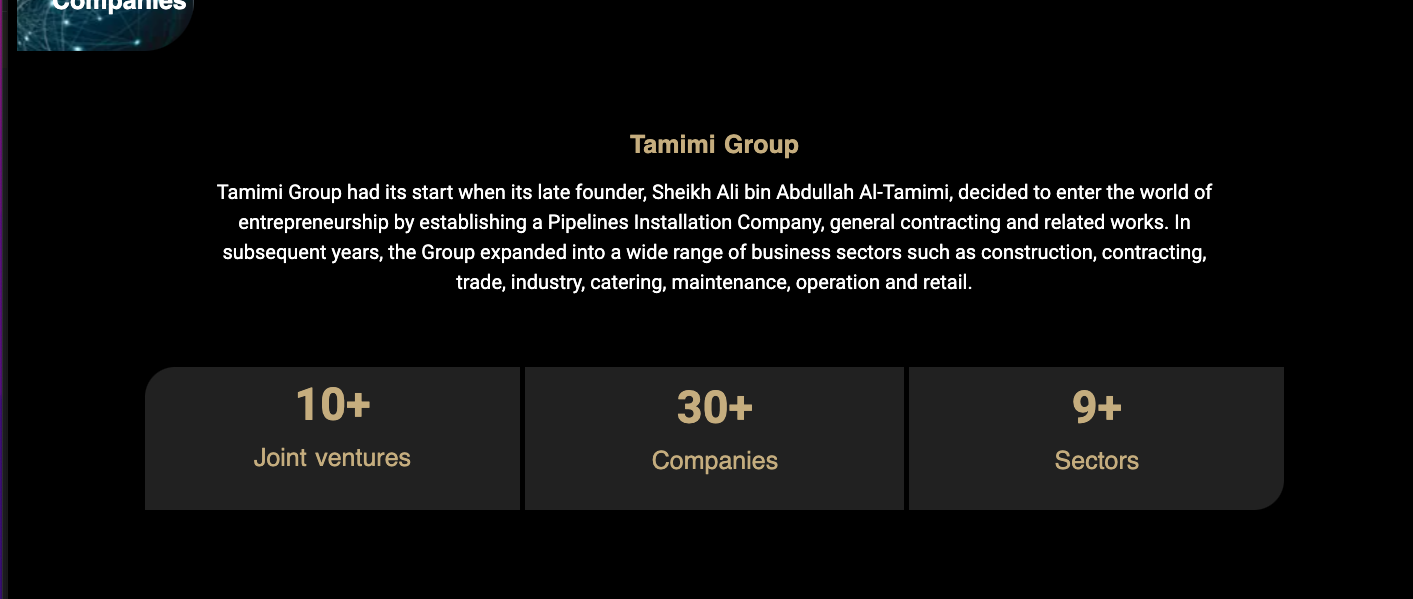 Companies
Tamimi Group
Tamimi Group had its start when its late founder, Sheikh Ali bin Abdullah Al-Tamimi, decided to enter the world of
entrepreneurship by establishing a Pipelines Installation Company, general contracting and related works. In
subsequent years, the Group expanded into a wide range of business sectors such as construction, contracting,
trade, industry, catering, maintenance, operation and retail.
10+
Joint ventures
30+
Companies
9+
Sectors